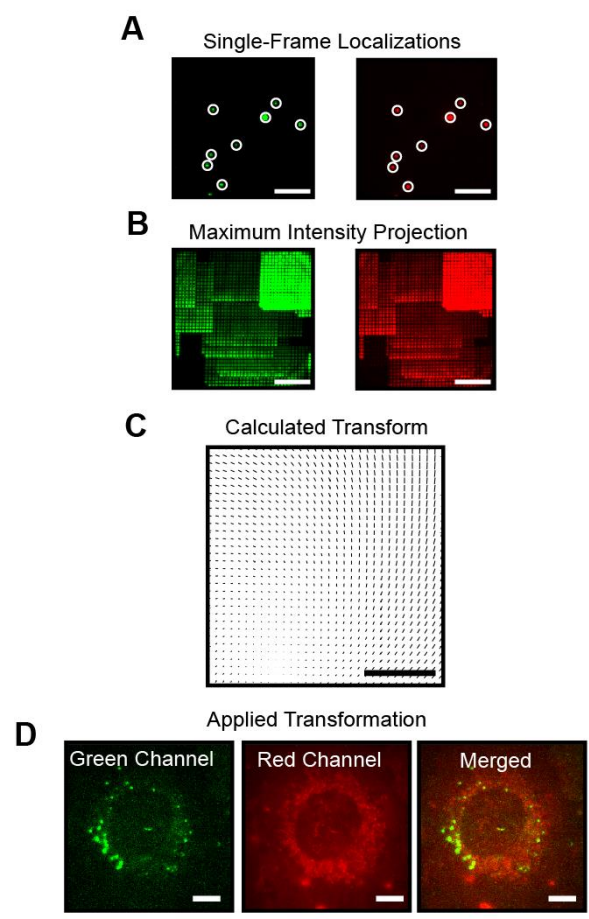 A
Single-Frame Localizations
B
Maximum Intensity Projection
C
Calculated Transform
Applied Transformation
D
Green Channel
Red Channel
Merged